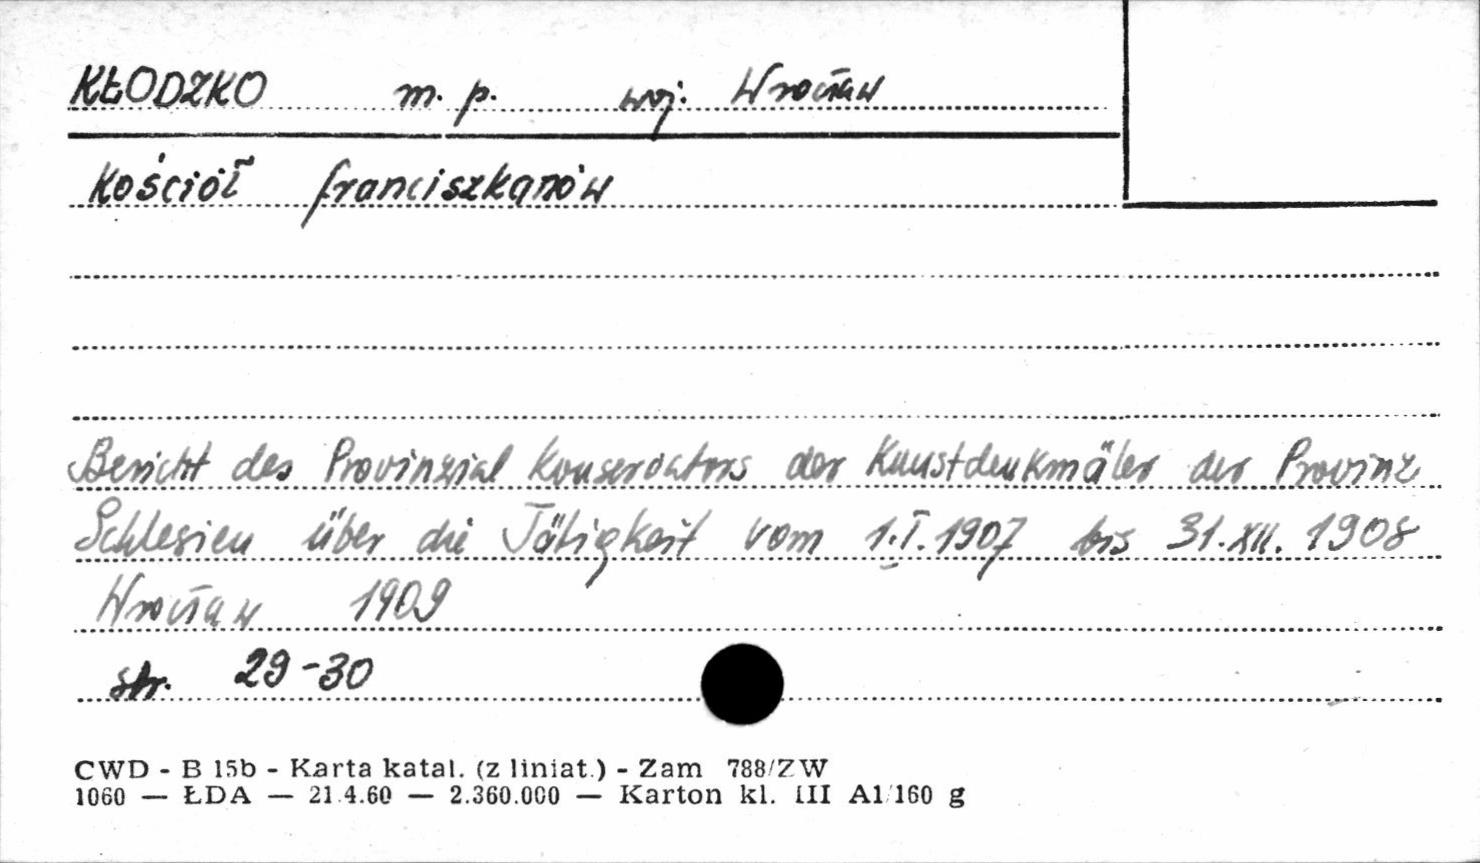 KŁODZKO m. p. woj. Wrocław
Kościół franciszkanów
Bericht des Provinzial Konservators der Kunstdenkmäler der Provinz
Schlesien über die Tätigkeit vom 1.I.1907 bis 31.XII.1908
Wrocław 1909
str. 29-30
CWD - B 15b - Karta katal. (z liniat.) - Zam 788/ZW
1060 — ŁDA — 21.4.60 — 2.360.000 — Karton kl. III A1/160 g